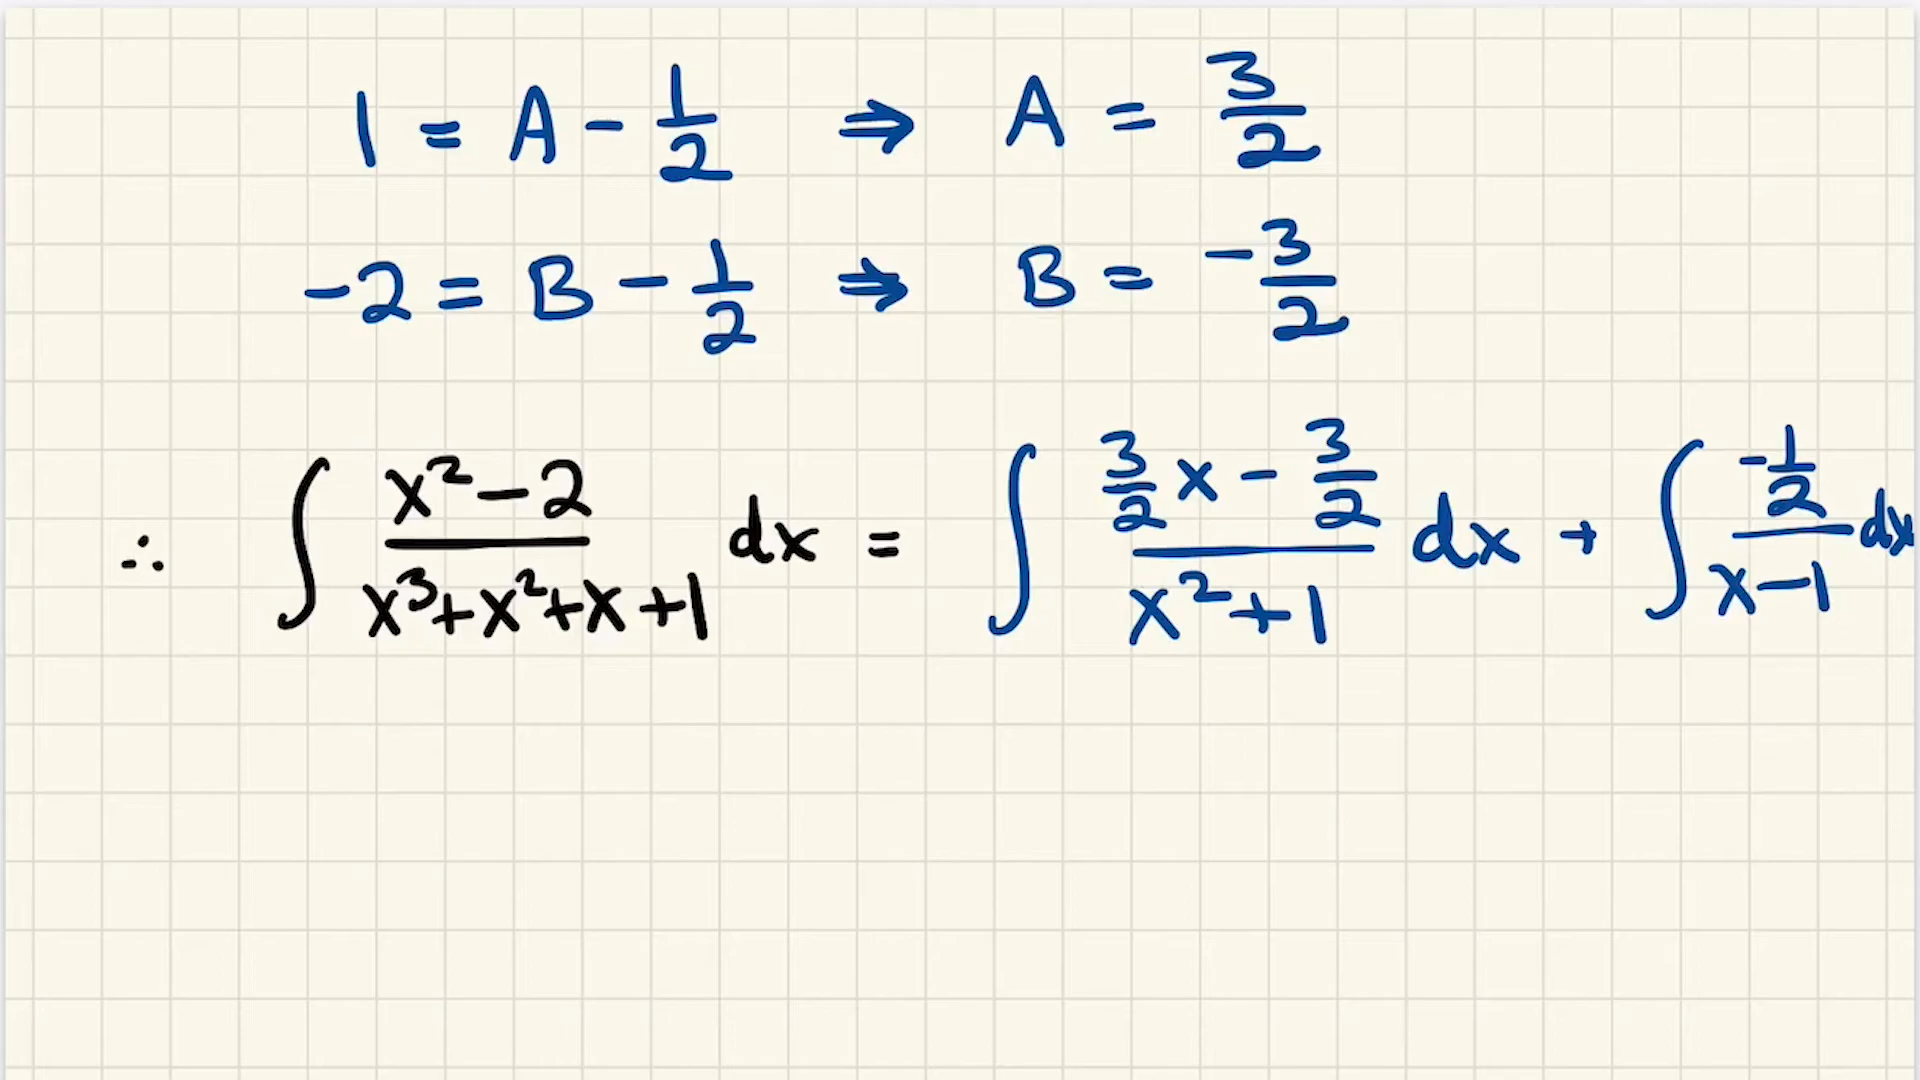 1 = A - 1/2 ⇒ A = 3/2
-2 = B - 1/2 ⇒ B = -3/2
∴ ∫ (x² - 2)/(x³ + x² + x + 1) dx = ∫ (3/2 x - 3/2)/(x² + 1) dx + ∫ (-1/2)/(x - 1) dx